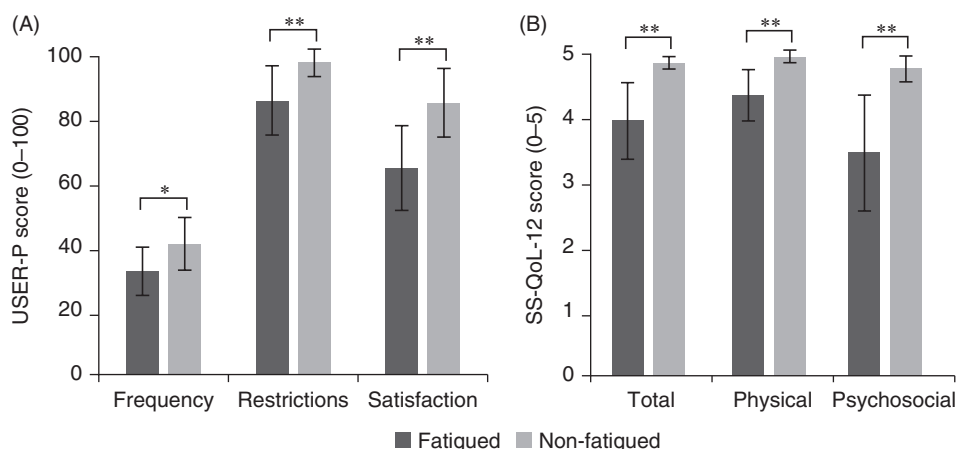 (A)
USER-P score (0–100)
100
80
60
40
20
0
*
**
**
Frequency Restrictions Satisfaction
(B)
SS-QoL-12 score (0–5)
5
4
3
2
1
0
**
**
**
Total Physical Psychosocial
Fatigued Non-fatigued